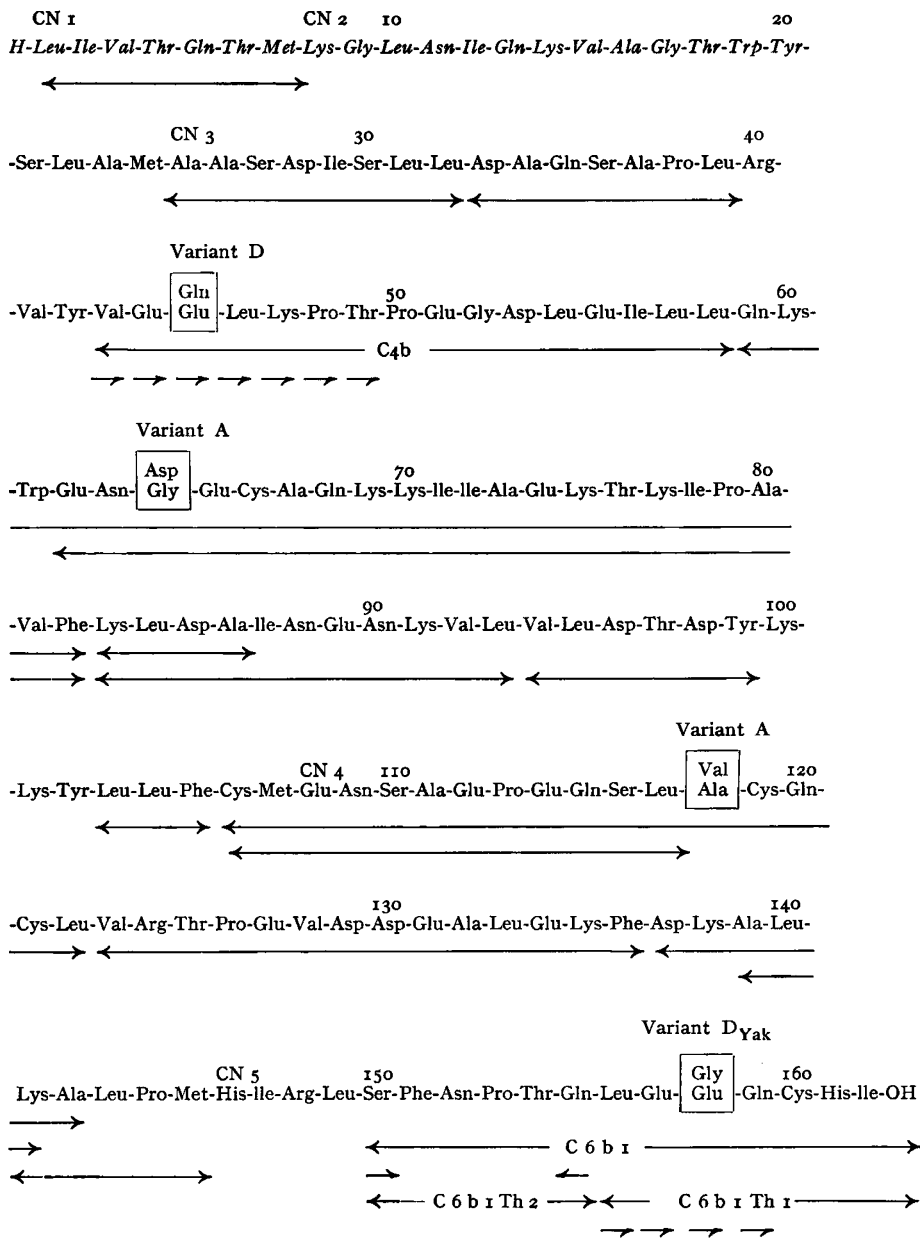 CN 1 CN 2 10 20
H-Leu-Ile-Val-Thr-Gln-Thr-Met-Lys-Gly-Leu-Asn-Ile-Gln-Lys-Val-Ala-Gly-Thr-Trp-Tyr-
CN 3 30 40
-Ser-Leu-Ala-Met-Ala-Ala-Ser-Asp-Ile-Ser-Leu-Leu-Asp-Ala-Gln-Ser-Ala-Pro-Leu-Arg-
Variant D
Gln 50 60
-Val-Tyr-Val-Glu-Glu-Leu-Lys-Pro-Thr-Pro-Glu-Gly-Asp-Leu-Glu-Ile-Leu-Leu-Gln-Lys-
C4b
Variant A
Asp 70 80
-Trp-Glu-Asn-Gly-Glu-Cys-Ala-Gln-Lys-Lys-Ile-Ile-Ala-Glu-Lys-Thr-Lys-Ile-Pro-Ala-
90 100
-Val-Phe-Lys-Leu-Asp-Ala-Ile-Asn-Glu-Asn-Lys-Val-Leu-Val-Leu-Asp-Thr-Asp-Tyr-Lys-
Variant A
CN 4 110 Val 120
-Lys-Tyr-Leu-Leu-Phe-Cys-Met-Glu-Asn-Ser-Ala-Glu-Pro-Glu-Gln-Ser-Leu-Ala-Cys-Gln-
130 140
-Cys-Leu-Val-Arg-Thr-Pro-Glu-Val-Asp-Asp-Glu-Ala-Leu-Glu-Lys-Phe-Asp-Lys-Ala-Leu-
Variant DYak
CN 5 150 Gly 160
Lys-Ala-Leu-Pro-Met-His-Ile-Arg-Leu-Ser-Phe-Asn-Pro-Thr-Gln-Leu-Glu-Glu-Gln-Cys-His-Ile-OH
C 6 b 1
C 6 b 1 Th 2 C 6 b 1 Th 1